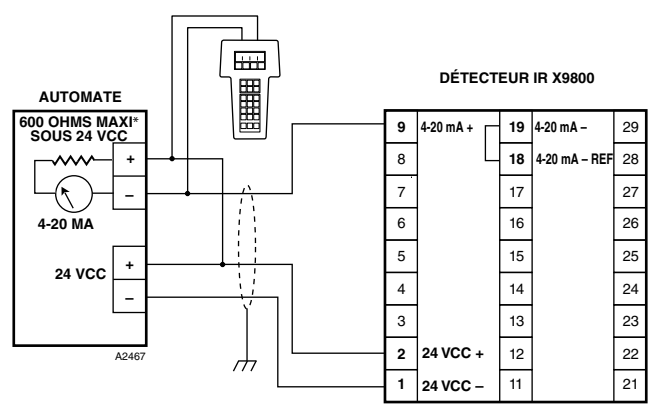 DÉTECTEUR IR X9800
AUTOMATE
600 OHMS MAXI*
SOUS 24 VCC
+
–
4-20 MA
24 VCC
+
–
A2467
9 4-20 mA + 19 4-20 mA – 29
8 18 4-20 mA – REF 28
7 17 27
6 16 26
5 15 25
4 14 24
3 13 23
2 24 VCC + 12 22
1 24 VCC – 11 21